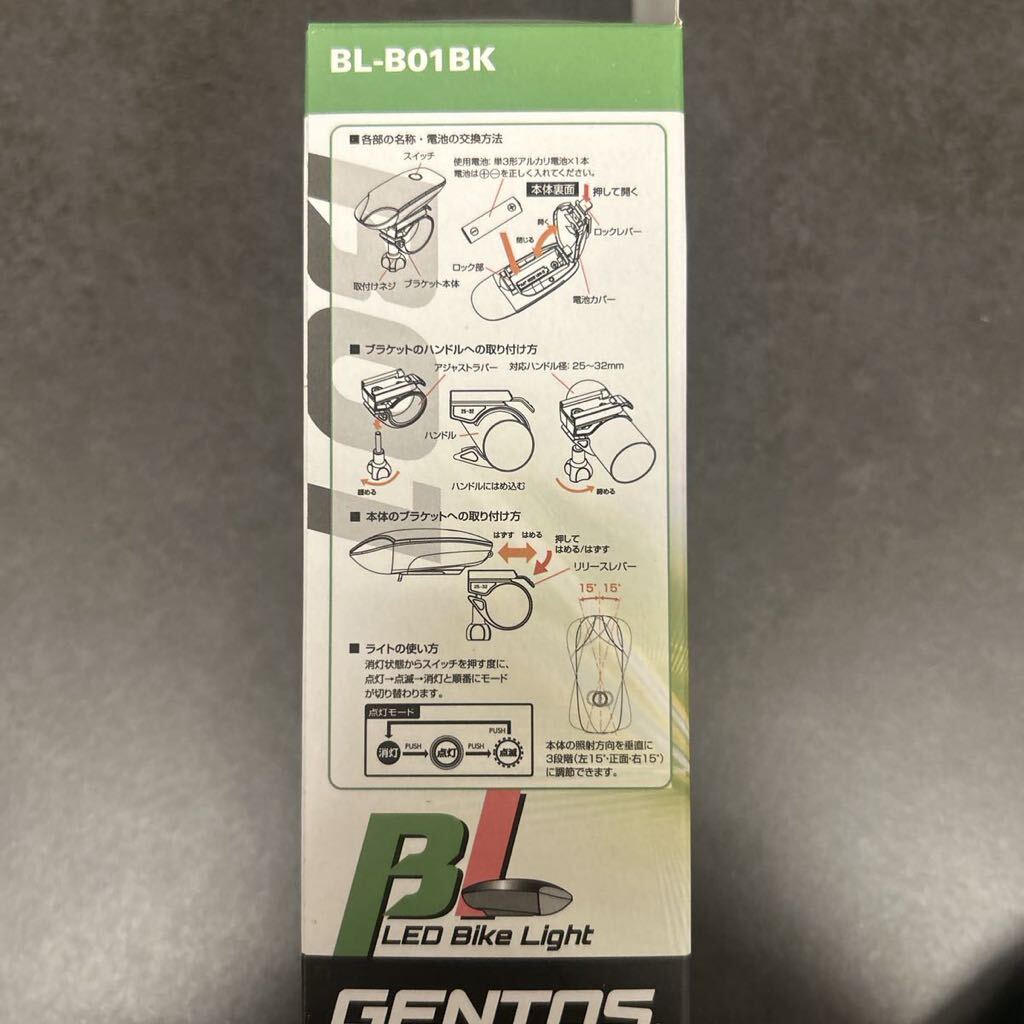 BL-B01BK
■各部の名称・電池の交換方法
スイッチ
使用電池: 単3形アルカリ電池×1本
電池は⊕⊖を正しく入れてください。
本体裏面
押して開く
開く
閉じる
ロックレバー
ロック部
取付けネジ
ブラケット本体
電池カバー
■ ブラケットのハンドルへの取り付け方
アジャストラバー
対応ハンドル径: 25～32mm
25-32
ハンドル
緩める
ハンドルにはめ込む
締める
■ 本体のブラケットへの取り付け方
はずす はめる
押して
はめる/はずす
リリースレバー
25-32
15° 15°
■ ライトの使い方
消灯状態からスイッチを押す度に、
点灯→点滅→消灯と順番にモード
が切り替わります。
点灯モード
PUSH
消灯 PUSH 点灯 PUSH 点滅
本体の照射方向を垂直に
3段階(左15°・正面・右15°)
に調節できます。
BL
LED Bike Light
GENTOS